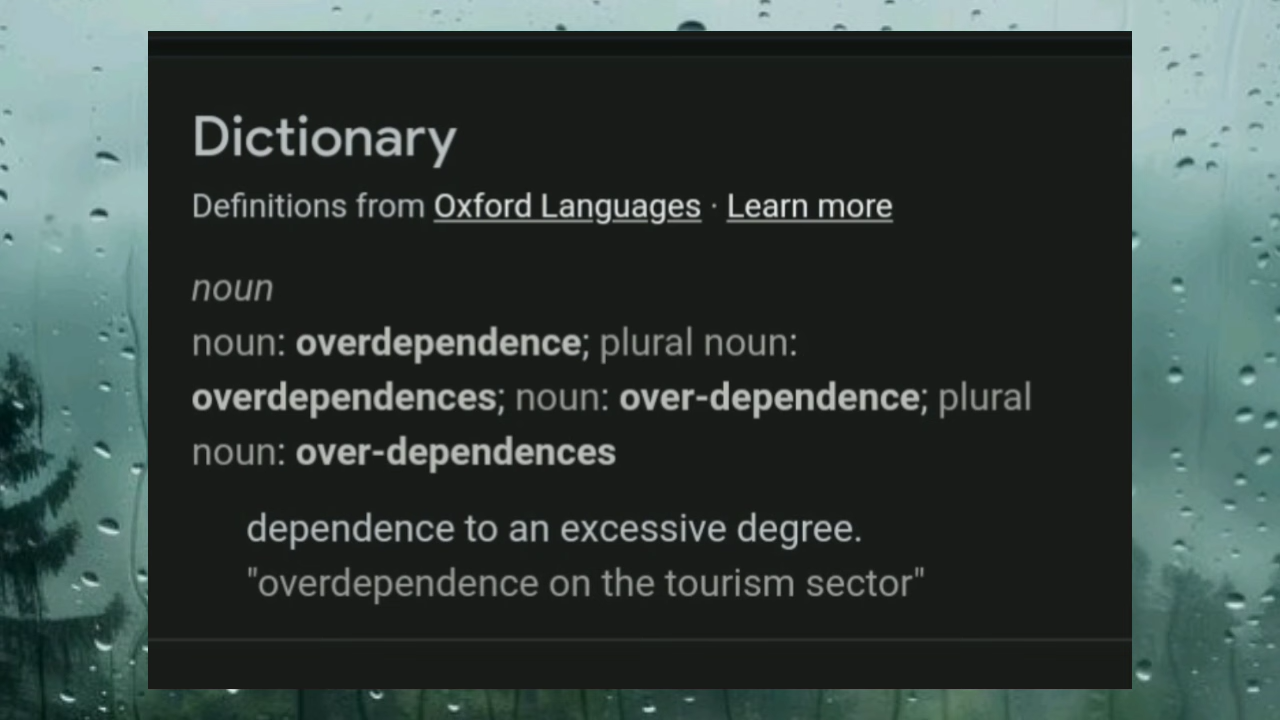 Dictionary
Definitions from Oxford Languages · Learn more
noun
noun: overdependence; plural noun:
overdependences; noun: over-dependence; plural
noun: over-dependences
dependence to an excessive degree.
"overdependence on the tourism sector"